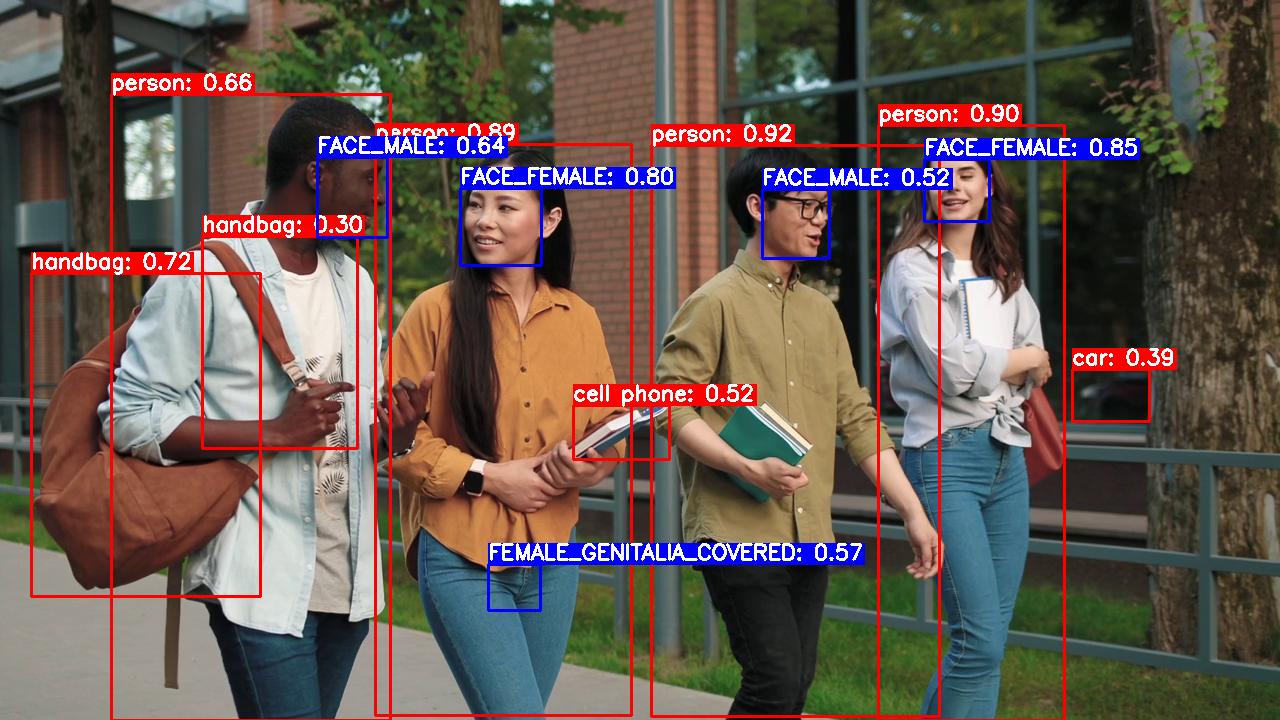 person: 0.66
person: 0.89
FACE_MALE: 0.64
FACE_FEMALE: 0.80
person: 0.92
FACE_MALE: 0.52
person: 0.90
FACE_FEMALE: 0.85
handbag: 0.30
handbag: 0.72
car: 0.39
cell phone: 0.52
FEMALE_GENITALIA_COVERED: 0.57